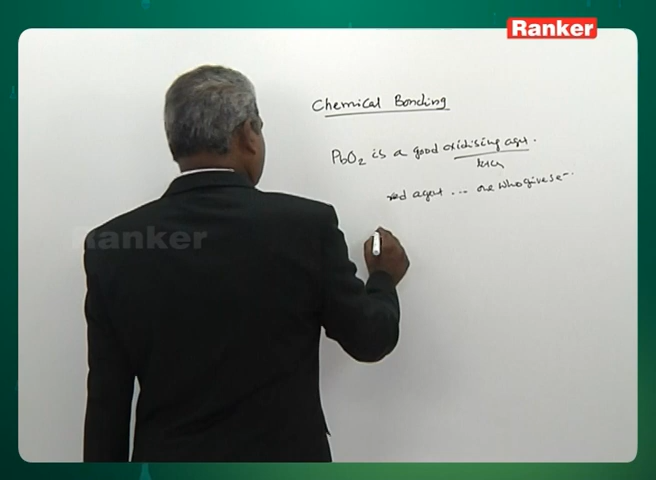 Ranker
Chemical Bonding
PbO2 is a good oxidising agent.
red agent ... one who gives e-.
Ranker